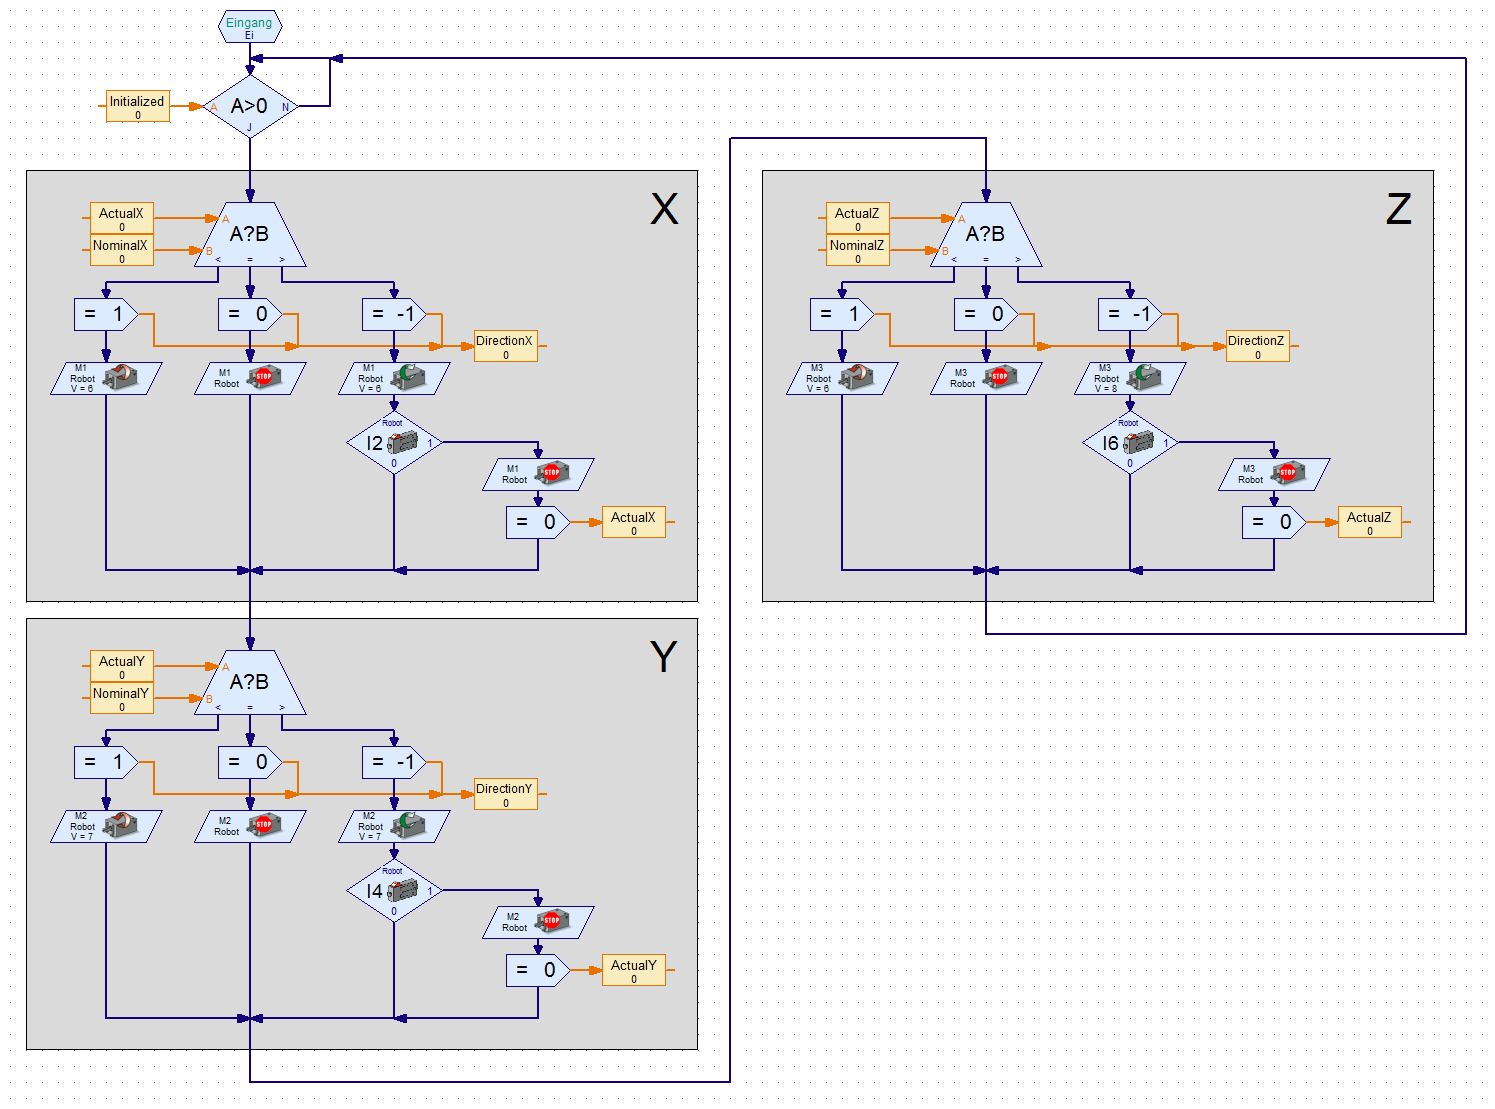 Eingang
Ei
Initialized
0
A
A>0
N
J
X
ActualX
0
NominalX
0
A
B
A?B
< = >
= 1
= 0
= -1
DirectionX
0
M1
Robot
V = 6
M1
Robot
STOP
M1
Robot
V = 6
Robot
I2
1
0
M1
Robot
STOP
= 0
ActualX
0
Y
ActualY
0
NominalY
0
A
B
A?B
< = >
= 1
= 0
= -1
DirectionY
0
M2
Robot
V = 7
M2
Robot
STOP
M2
Robot
V = 7
Robot
I4
1
0
M2
Robot
STOP
= 0
ActualY
0
Z
ActualZ
0
NominalZ
0
A
B
A?B
< = >
= 1
= 0
= -1
DirectionZ
0
M3
Robot
V = 6
M3
Robot
STOP
M3
Robot
V = 8
Robot
I6
1
0
M3
Robot
STOP
= 0
ActualZ
0